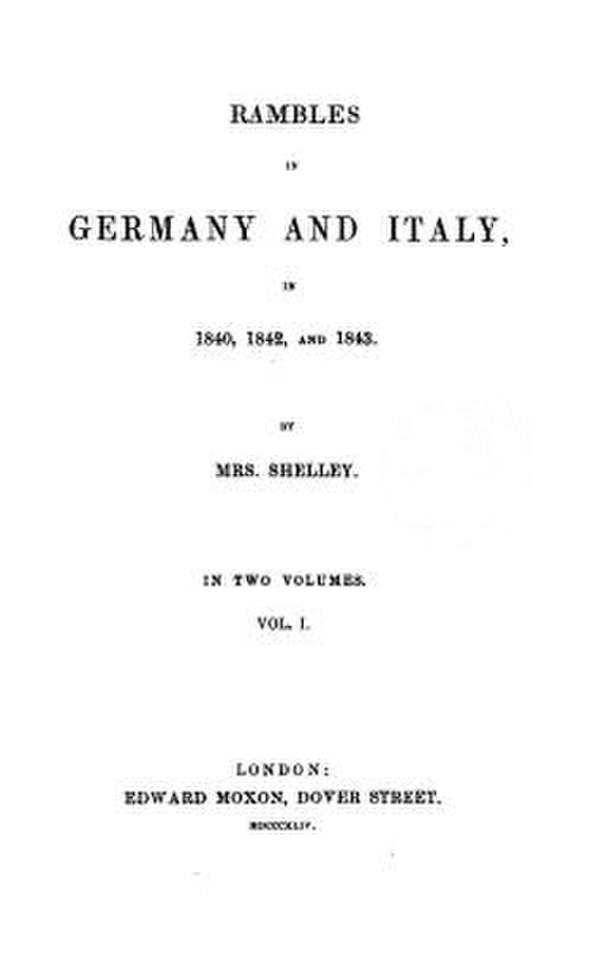 RAMBLES
IN
GERMANY AND ITALY,
IN
1840, 1842, AND 1843.
BY
MRS. SHELLEY.
IN TWO VOLUMES.
VOL. I.
LONDON:
EDWARD MOXON, DOVER STREET.
MDCCCXLIV.